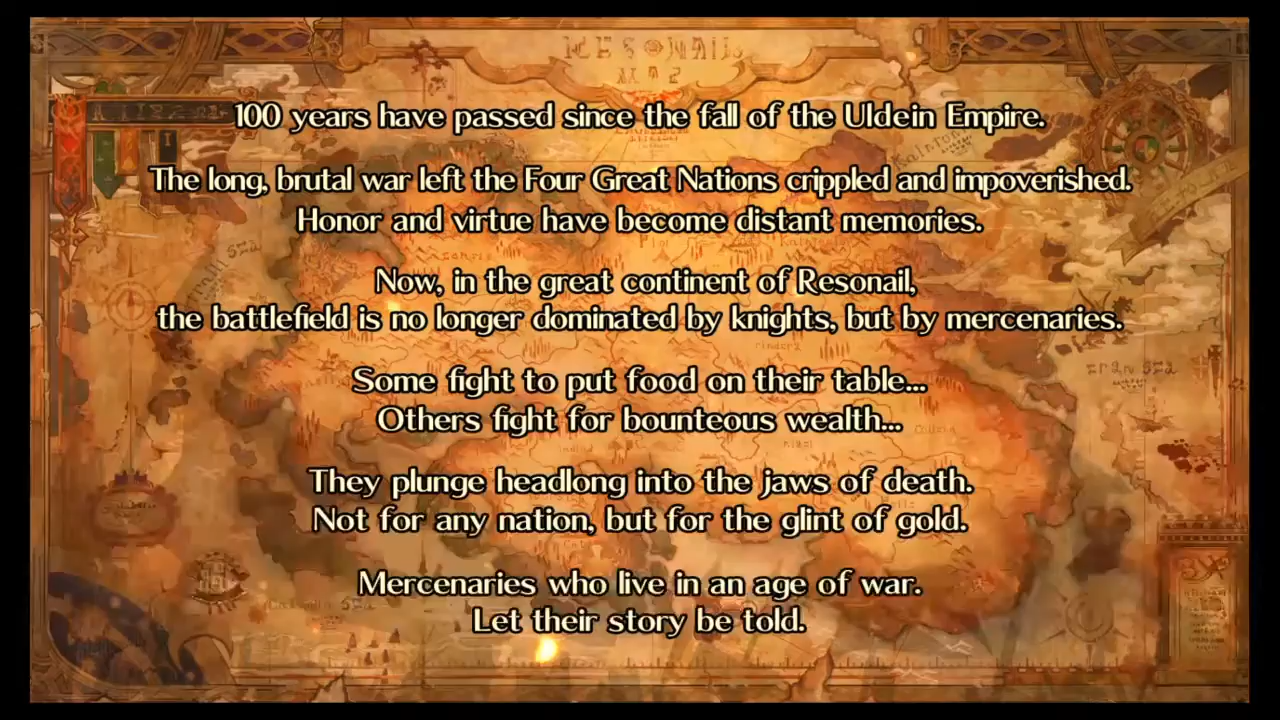 100 years have passed since the fall of the Uldein Empire.
The long, brutal war left the Four Great Nations crippled and impoverished.
Honor and virtue have become distant memories.
Now, in the great continent of Resonail,
the battlefield is no longer dominated by knights, but by mercenaries.
Some fight to put food on their table...
Others fight for bounteous wealth...
They plunge headlong into the jaws of death.
Not for any nation, but for the glint of gold.
Mercenaries who live in an age of war.
Let their story be told.